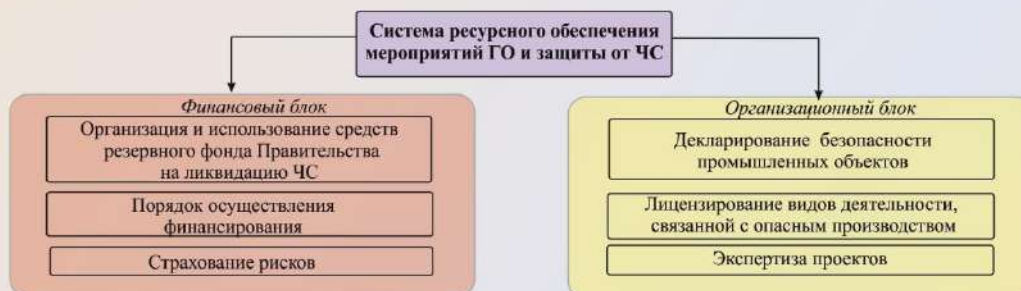 Система ресурсного обеспечения
мероприятий ГО и защиты от ЧС
Финансовый блок
Организация и использование средств
резервного фонда Правительства
на ликвидацию ЧС
Порядок осуществления
финансирования
Страхование рисков
Организационный блок
Декларирование безопасности
промышленных объектов
Лицензирование видов деятельности,
связанной с опасным производством
Экспертиза проектов